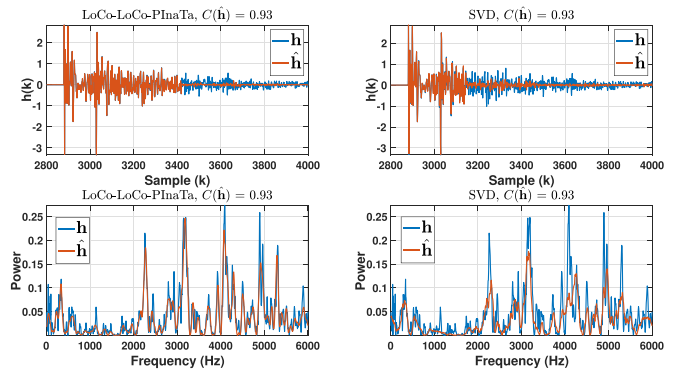 LoCo-LoCo-PInaTa, C(ĥ) = 0.93
h(k)
2
1
0
-1
-2
-3
h
ĥ
2800 3000 3200 3400 3600 3800 4000
Sample (k)
SVD, C(ĥ) = 0.93
h(k)
2
1
0
-1
-2
-3
h
ĥ
2800 3000 3200 3400 3600 3800 4000
Sample (k)
LoCo-LoCo-PInaTa, C(ĥ) = 0.93
Power
0.25
0.2
0.15
0.1
0.05
h
ĥ
0 1000 2000 3000 4000 5000 6000
Frequency (Hz)
SVD, C(ĥ) = 0.93
Power
0.25
0.2
0.15
0.1
0.05
h
ĥ
0 1000 2000 3000 4000 5000 6000
Frequency (Hz)